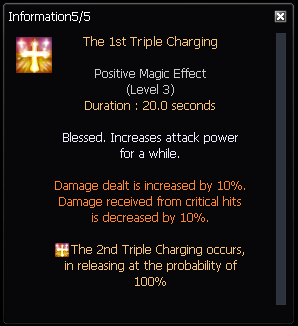 Information5/5
The 1st Triple Charging
Positive Magic Effect
(Level 3)
Duration : 20.0 seconds
Blessed. Increases attack power
for a while.
Damage dealt is increased by 10%.
Damage received from critical hits
is decreased by 10%.
The 2nd Triple Charging occurs,
in releasing at the probability of
100%